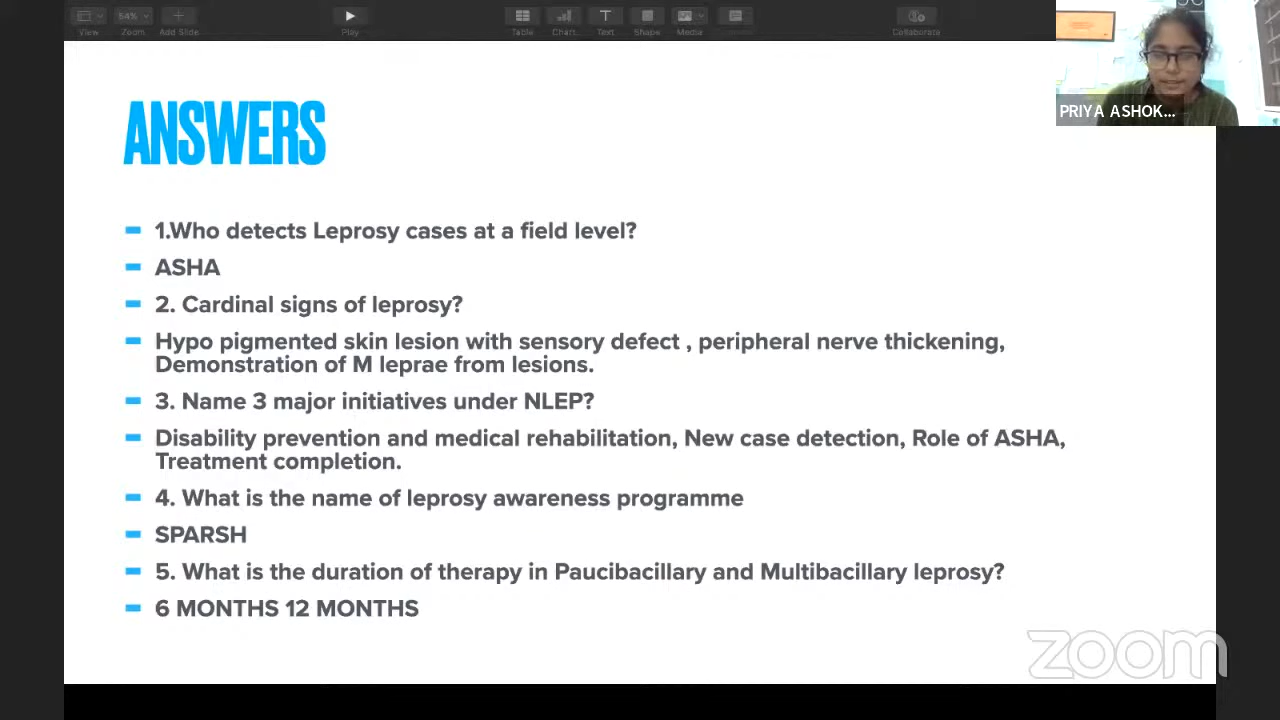 View
54%
Zoom
Add Slide
Play
Table
Chart
Text
Shape
Media
Collaborate
PRIYA ASHOK...
ANSWERS
1.Who detects Leprosy cases at a field level?
ASHA
2. Cardinal signs of leprosy?
Hypo pigmented skin lesion with sensory defect , peripheral nerve thickening,
Demonstration of M leprae from lesions.
3. Name 3 major initiatives under NLEP?
Disability prevention and medical rehabilitation, New case detection, Role of ASHA,
Treatment completion.
4. What is the name of leprosy awareness programme
SPARSH
5. What is the duration of therapy in Paucibacillary and Multibacillary leprosy?
6 MONTHS 12 MONTHS
zoom